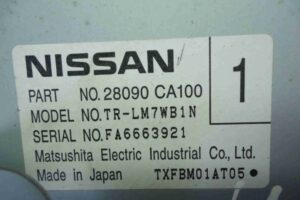 NISSAN
1
PART NO. 28090 CA100
MODEL NO. TR-LM7WB1N
SERIAL NO. FA6663921
Matsushita Electric Industrial Co., Ltd.
Made in Japan TXFBM01AT05